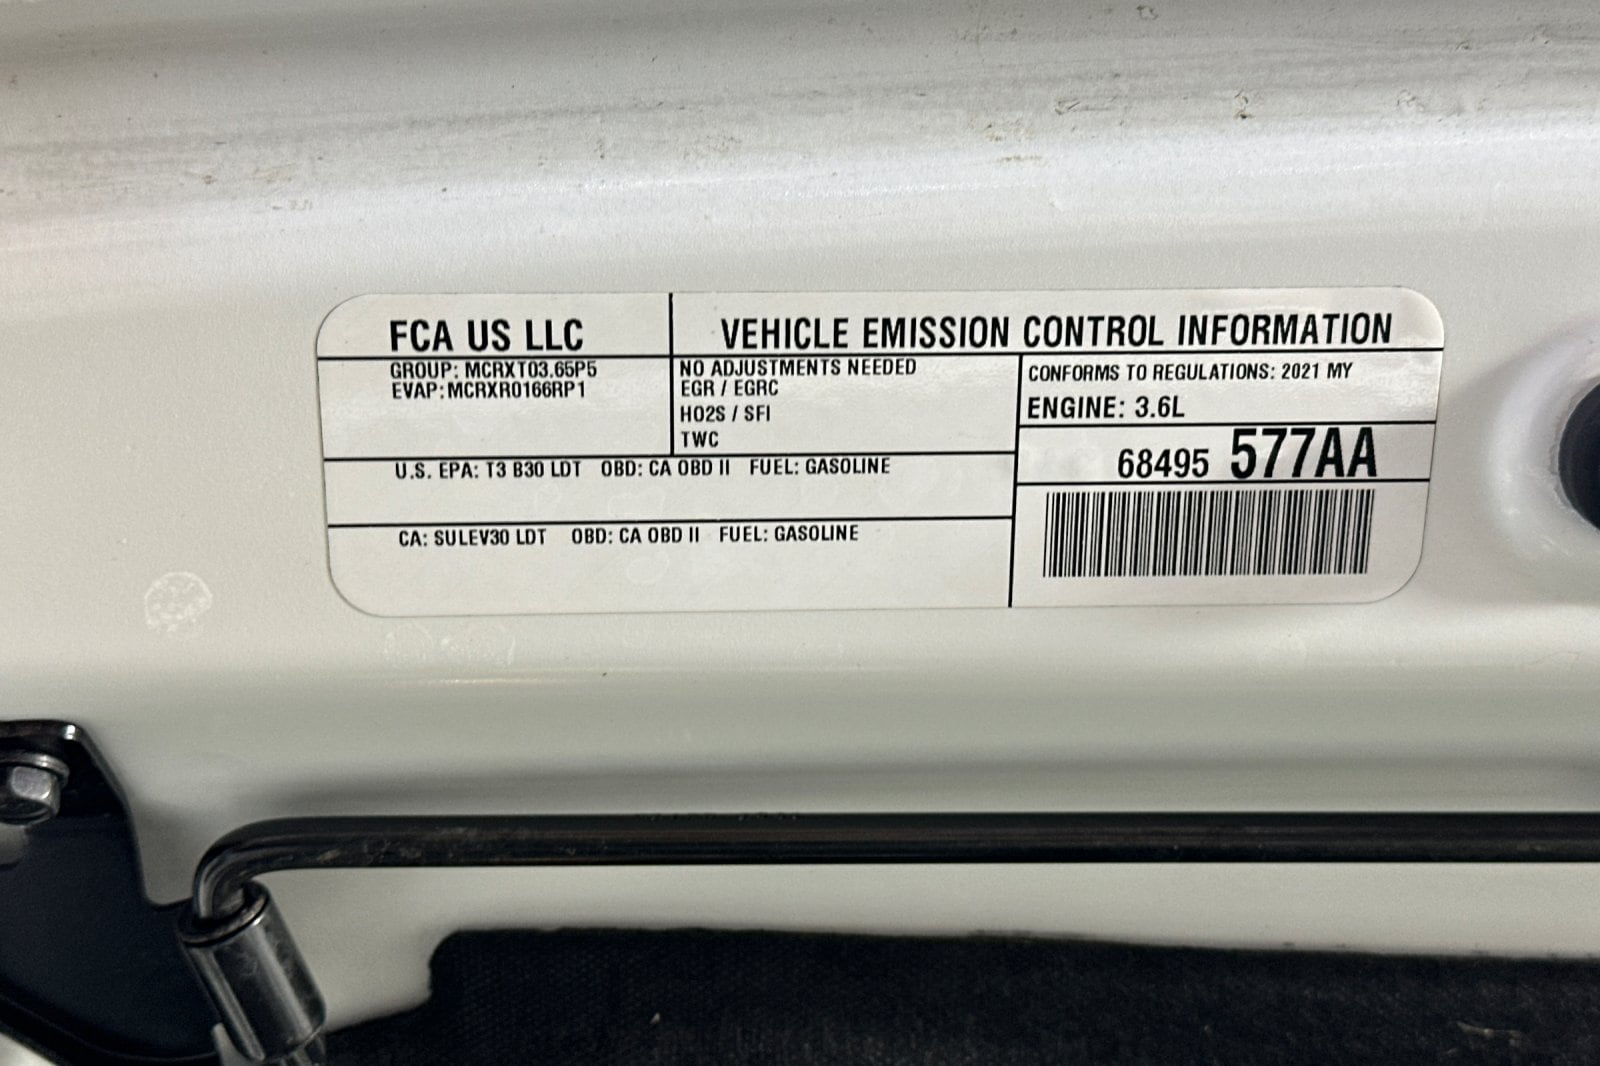 FCA US LLC
VEHICLE EMISSION CONTROL INFORMATION
GROUP: MCRXT03.65P5
EVAP: MCRXR0166RP1
NO ADJUSTMENTS NEEDED
EGR / EGRC
HO2S / SFI
TWC
CONFORMS TO REGULATIONS: 2021 MY
ENGINE: 3.6L
68495 577AA
U.S. EPA: T3 B30 LDT OBD: CA OBD II FUEL: GASOLINE
CA: SULEV30 LDT OBD: CA OBD II FUEL: GASOLINE